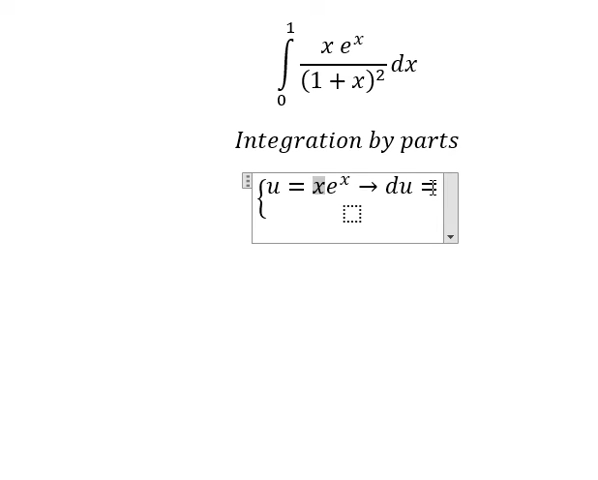 ∫₀¹ x eˣ / (1 + x)² dx
Integration by parts
{u = xeˣ → du =